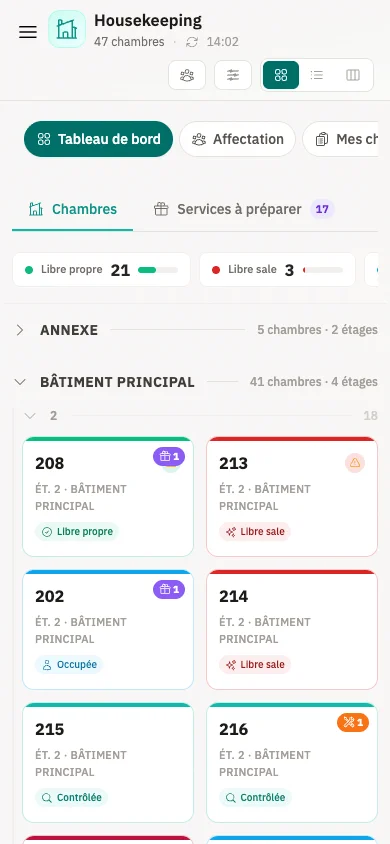 Housekeeping
47 chambres · 14:02
Tableau de bord
Affectation
Mes ch
Chambres
Services à préparer 17
Libre propre 21
Libre sale 3
ANNEXE
5 chambres · 2 étages
BÂTIMENT PRINCIPAL
41 chambres · 4 étages
2
18
208
1
ÉT. 2 · BÂTIMENT
PRINCIPAL
Libre propre
213
ÉT. 2 · BÂTIMENT
PRINCIPAL
Libre sale
202
1
ÉT. 2 · BÂTIMENT
PRINCIPAL
Occupée
214
ÉT. 2 · BÂTIMENT
PRINCIPAL
Libre sale
215
ÉT. 2 · BÂTIMENT
PRINCIPAL
Contrôlée
216
1
ÉT. 2 · BÂTIMENT
PRINCIPAL
Contrôlée